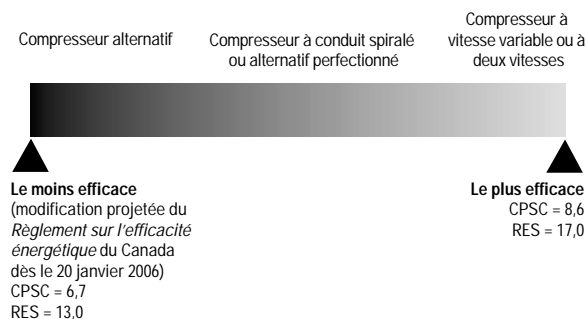 Compresseur alternatif
Compresseur à conduit spiralé
ou alternatif perfectionné
Compresseur à
vitesse variable ou à
deux vitesses
Le moins efficace
(modification projetée du
Règlement sur l'efficacité
énergétique du Canada
dès le 20 janvier 2006)
CPSC = 6,7
RES = 13,0
Le plus efficace
CPSC = 8,6
RES = 17,0